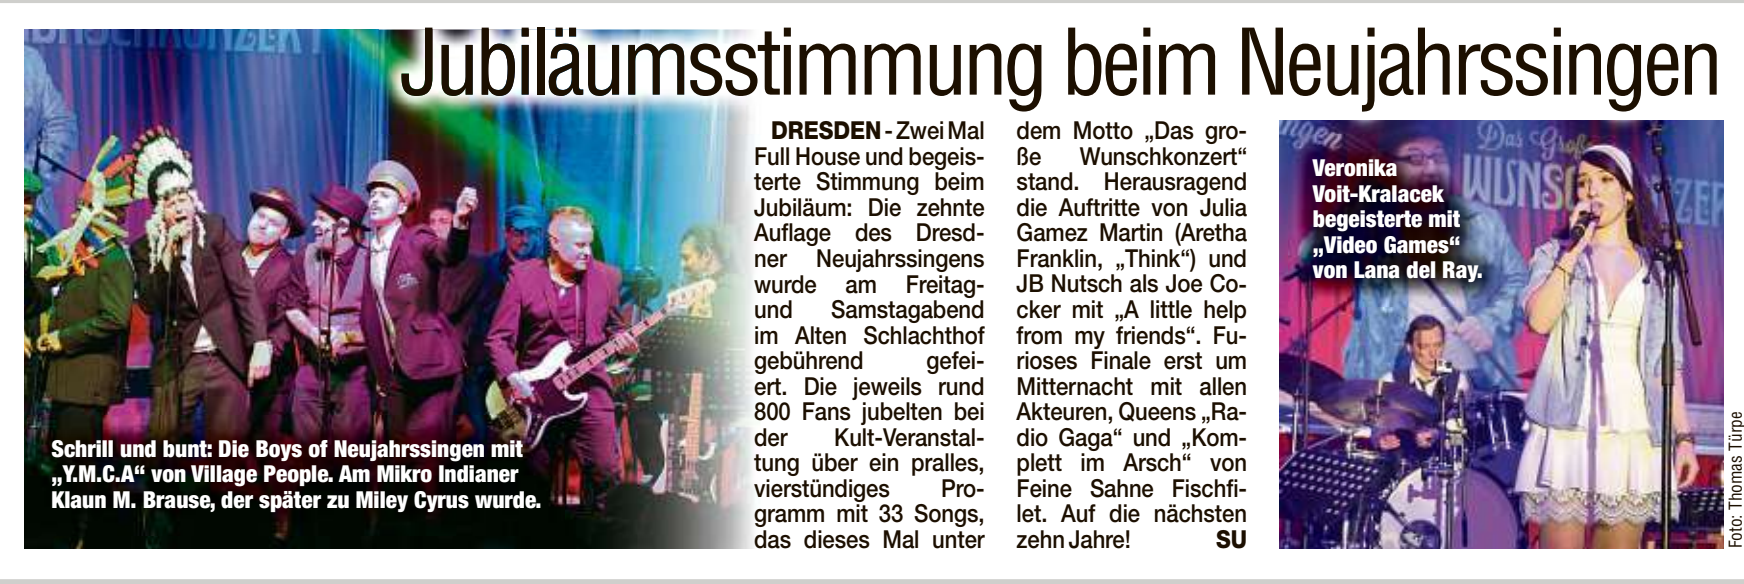 Jubiläumsstimmung beim Neujahrssingen
DRESDEN - Zwei Mal
Full House und begeis-
terte Stimmung beim
Jubiläum: Die zehnte
Auflage des Dresd-
ner Neujahrssingens
wurde am Freitag-
und Samstagabend
im Alten Schlachthof
gebührend gefei-
ert. Die jeweils rund
800 Fans jubelten bei
der Kult-Veranstal-
tung über ein pralles,
vierstündiges Pro-
gramm mit 33 Songs,
das dieses Mal unter
dem Motto „Das gro-
ße Wunschkonzert“
stand. Herausragend
die Auftritte von Julia
Gamez Martin (Aretha
Franklin, „Think“) und
JB Nutsch als Joe Co-
cker mit „A little help
from my friends“. Fu-
rioses Finale erst um
Mitternacht mit allen
Akteuren, Queens „Ra-
dio Gaga“ und „Kom-
plett im Arsch“ von
Feine Sahne Fischfi-
let. Auf die nächsten
zehn Jahre! SU
Schrill und bunt: Die Boys of Neujahrssingen mit
„Y.M.C.A“ von Village People. Am Mikro Indianer
Klaun M. Brause, der später zu Miley Cyrus wurde.
Das Große
Veronika
Voit-Kralacek
begeisterte mit
„Video Games“
von Lana del Ray.
Foto: Thomas Türpe